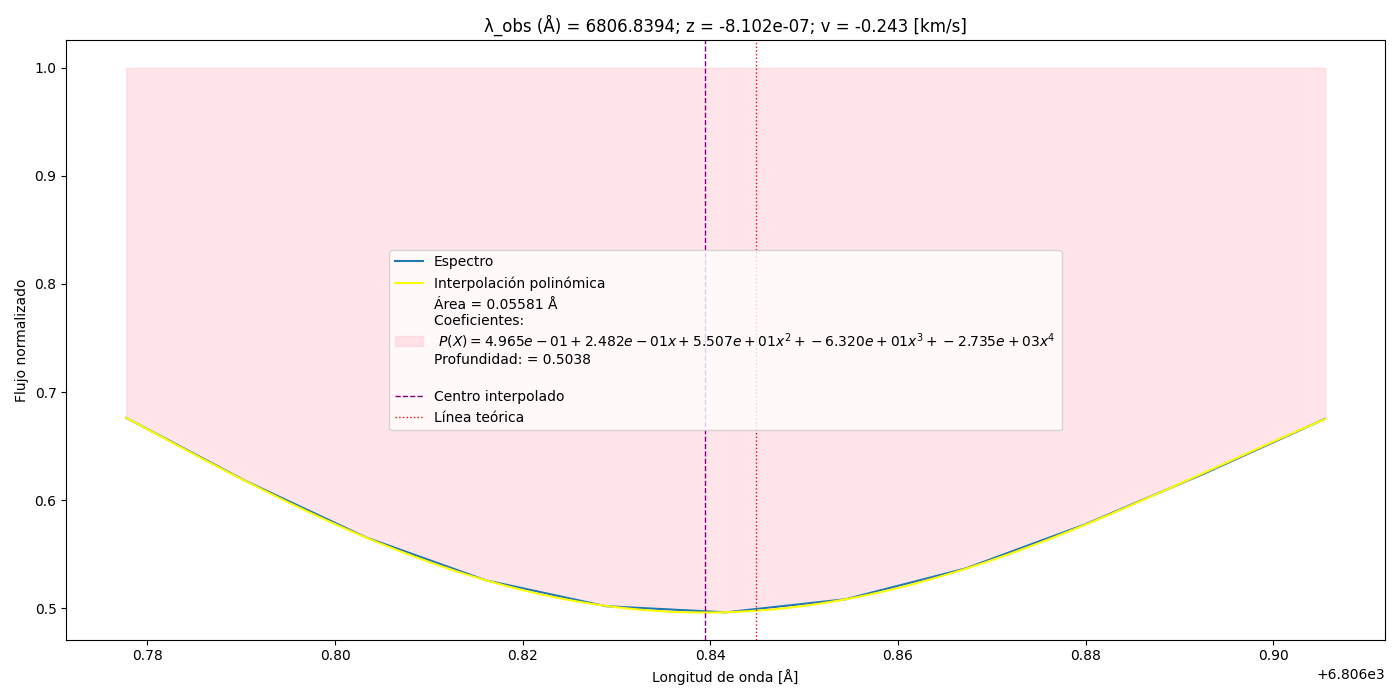 λ_obs (Å) = 6806.8394; z = -8.102e-07; v = -0.243 [km/s]
1.0
0.9
0.8
0.7
0.6
0.5
Flujo normalizado
Espectro
Interpolación polinómica
Área = 0.05581 Å
Coeficientes:
P(X) = 4.965e − 01 + 2.482e − 01x + 5.507e + 01x² + −6.320e + 01x³ + −2.735e + 03x⁴
Profundidad: = 0.5038
Centro interpolado
Línea teórica
0.78 0.80 0.82 0.84 0.86 0.88 0.90
+6.806e3
Longitud de onda [Å]